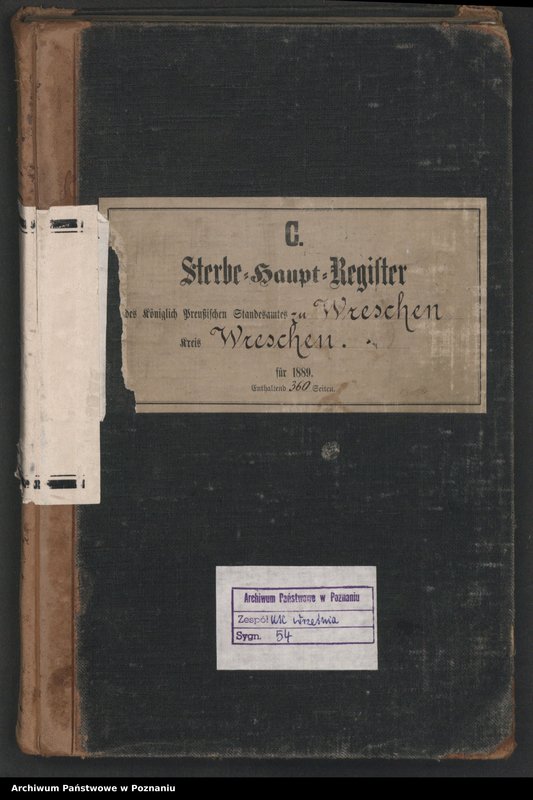 C.
Sterbe-Haupt-Register
des Königlich Preußischen Standesamtes zu Wreschen
Kreis Wreschen.
für 1889.
Enthaltend 360 Seiten.
Archiwum Państwowe w Poznaniu
Zespół USC Września
Sygn. 54
Archiwum Państwowe w Poznaniu